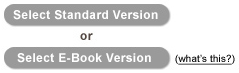 Select Standard Version
or
Select E-Book Version (what's this?)